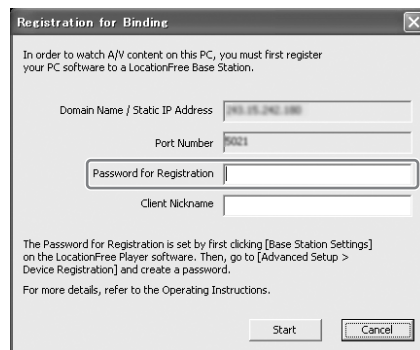 Registration for Binding
In order to watch A/V content on this PC, you must first register
your PC software to a LocationFree Base Station.
Domain Name / Static IP Address
Port Number 5021
Password for Registration
Client Nickname
The Password for Registration is set by first clicking [Base Station Settings]
on the LocationFree Player software. Then, go to [Advanced Setup >
Device Registration] and create a password.
For more details, refer to the Operating Instructions.
Start Cancel